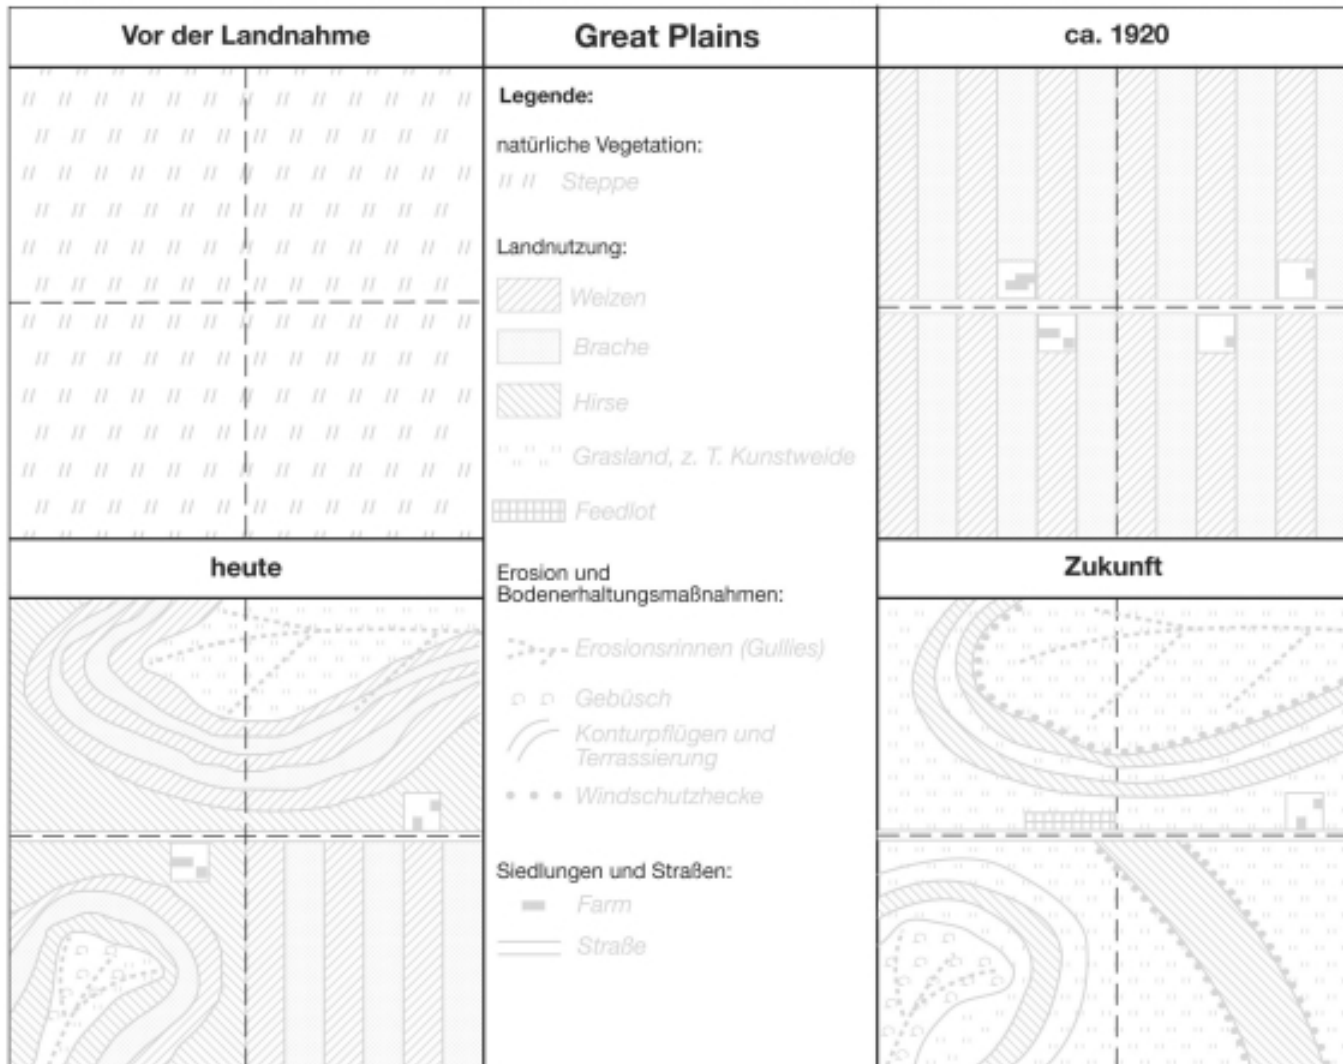 Vor der Landnahme
Great Plains
ca. 1920
Legende:
natürliche Vegetation:
Steppe
Landnutzung:
Weizen
Brache
Hirse
Grasland, z. T. Kunstweide
Feedlot
heute
Erosion und
Bodenerhaltungsmaßnahmen:
Erosionsrinnen (Gullies)
Gebüsch
Konturpflügen und
Terrassierung
Windschutzhecke
Siedlungen und Straßen:
Farm
Straße
Zukunft